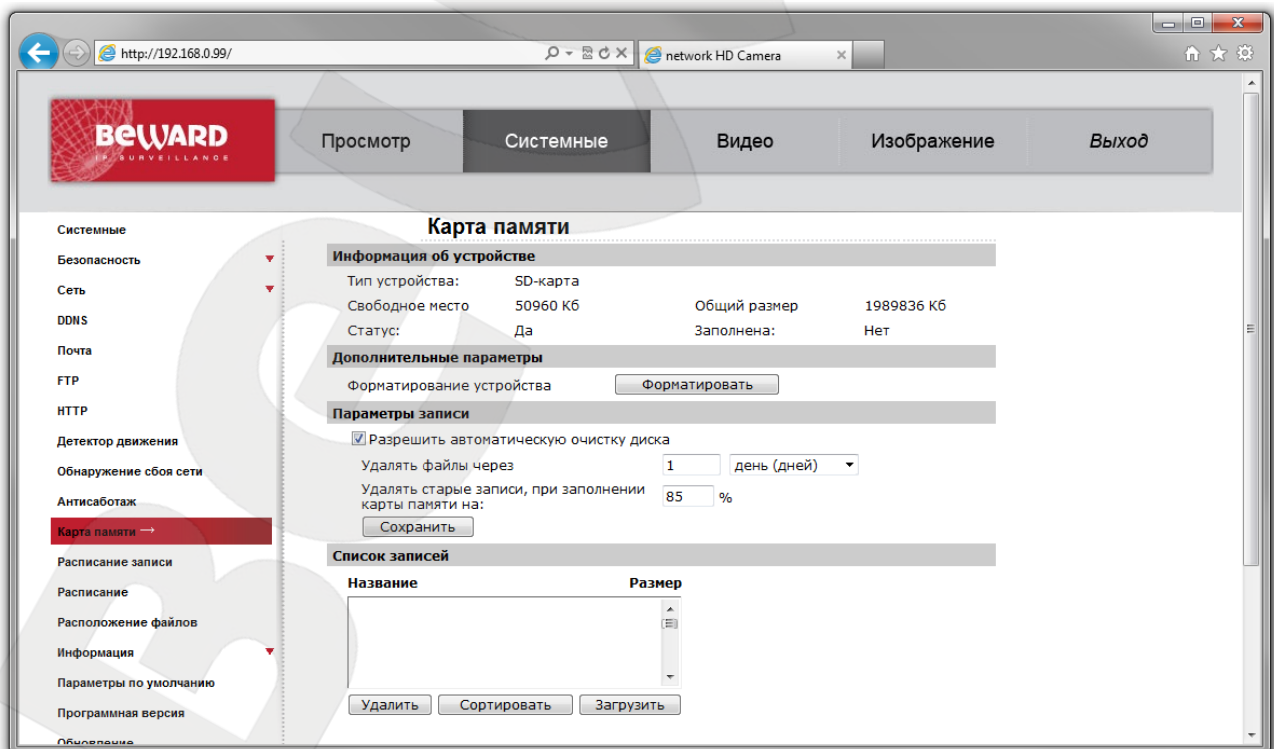 http://192.168.0.99/
network HD Camera
BEWARD
IP SURVEILLANCE
Просмотр
Системные
Видео
Изображение
Выход
Системные
Безопасность
Сеть
DDNS
Почта
FTP
HTTP
Детектор движения
Обнаружение сбоя сети
Антисаботаж
Карта памяти →
Расписание записи
Расписание
Расположение файлов
Информация
Параметры по умолчанию
Программная версия
Обновление
Карта памяти
Информация об устройстве
Тип устройства: SD-карта
Свободное место 50960 Кб Общий размер 1989836 Кб
Статус: Да Заполнена: Нет
Дополнительные параметры
Форматирование устройства Форматировать
Параметры записи
Разрешить автоматическую очистку диска
Удалять файлы через 1 день (дней)
Удалять старые записи, при заполнении
карты памяти на: 85 %
Сохранить
Список записей
Название Размер
Удалить Сортировать Загрузить